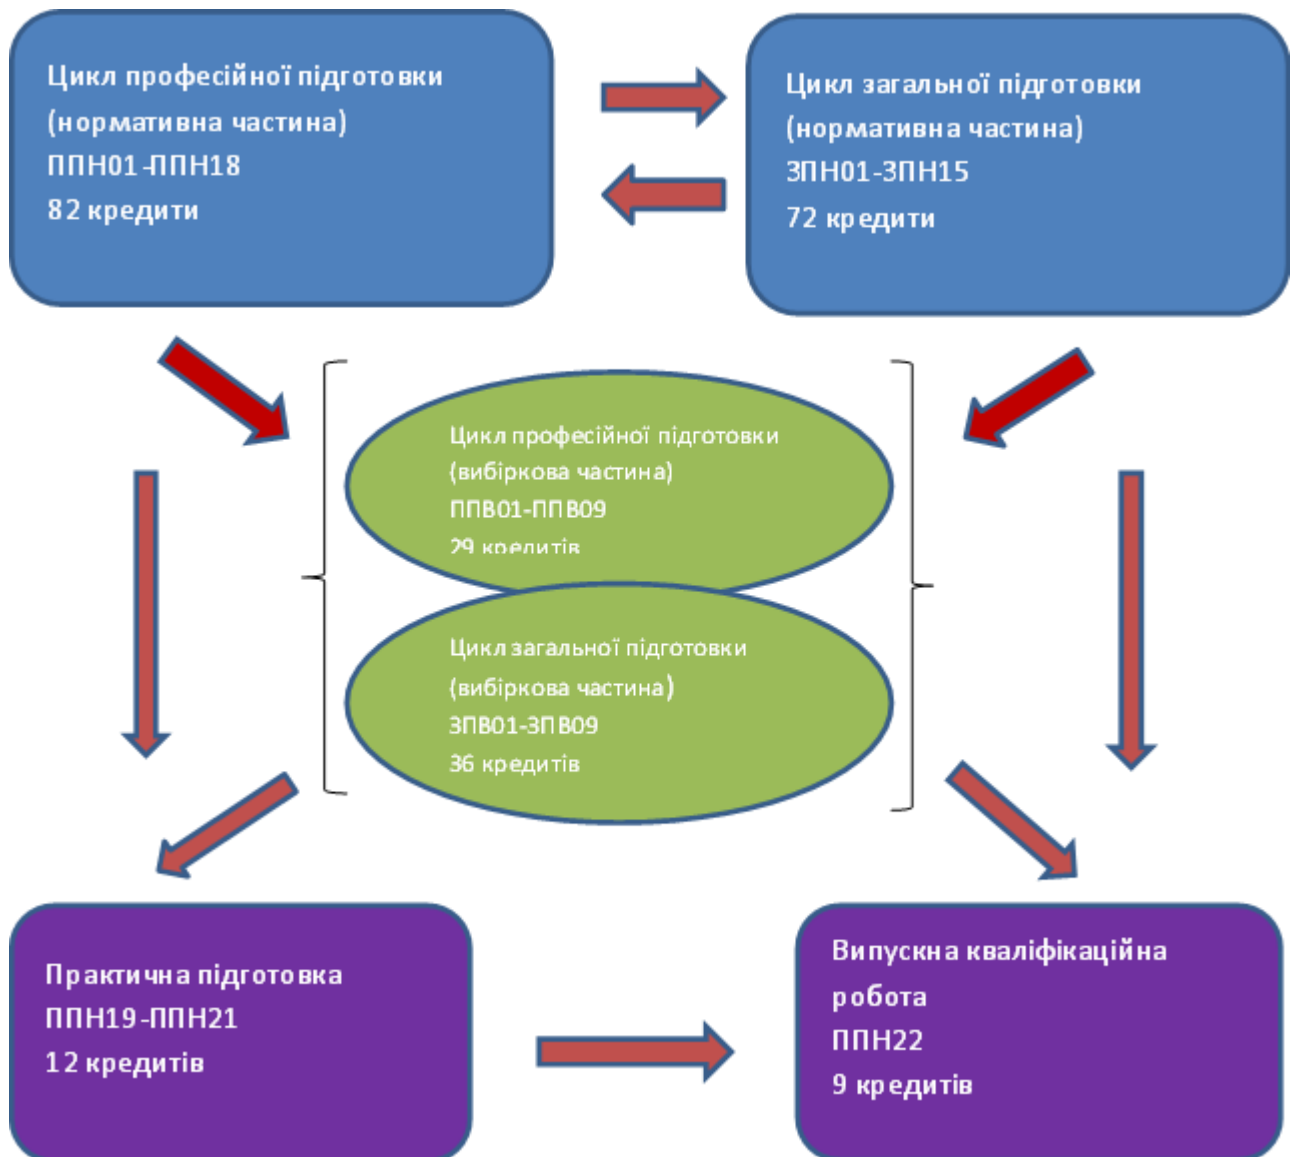 Цикл професійної підготовки
(нормативна частина)
ППН01-ППН18
82 кредити
Цикл загальної підготовки
(нормативна частина)
ЗПН01-ЗПН15
72 кредити
Цикл професійної підготовки
(вибіркова частина)
ППВ01-ППВ09
29 кредитів
Цикл загальної підготовки
(вибіркова частина)
ЗПВ01-ЗПВ09
36 кредитів
Практична підготовка
ППН19-ППН21
12 кредитів
Випускна кваліфікаційна
робота
ППН22
9 кредитів